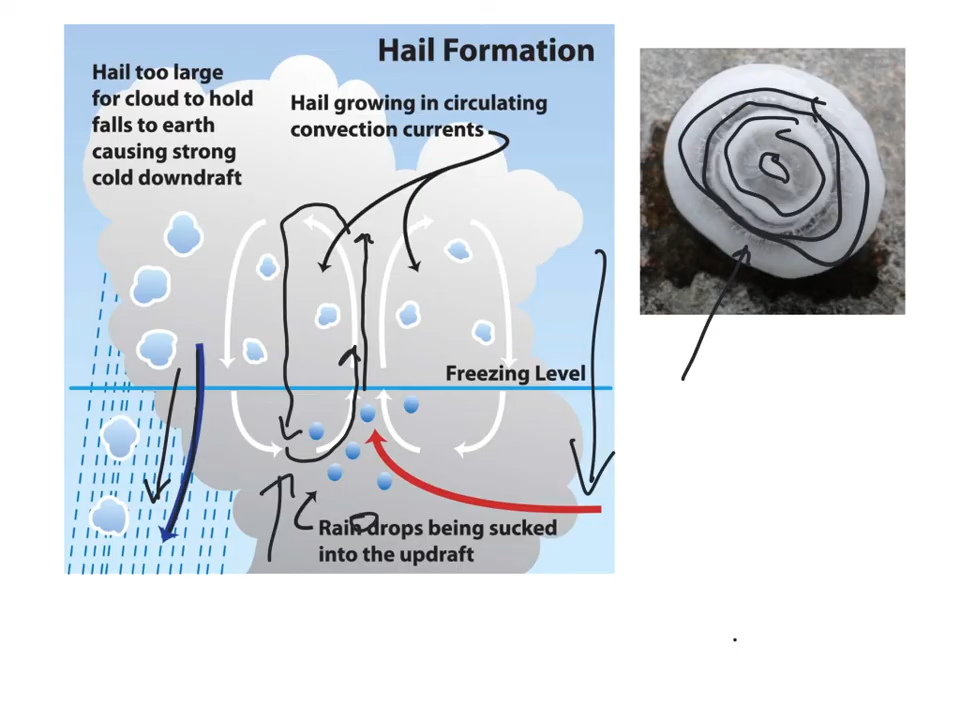 Hail Formation
Hail too large
for cloud to hold
falls to earth
causing strong
cold downdraft
Hail growing in circulating
convection currents
Freezing Level
Rain drops being sucked
into the updraft